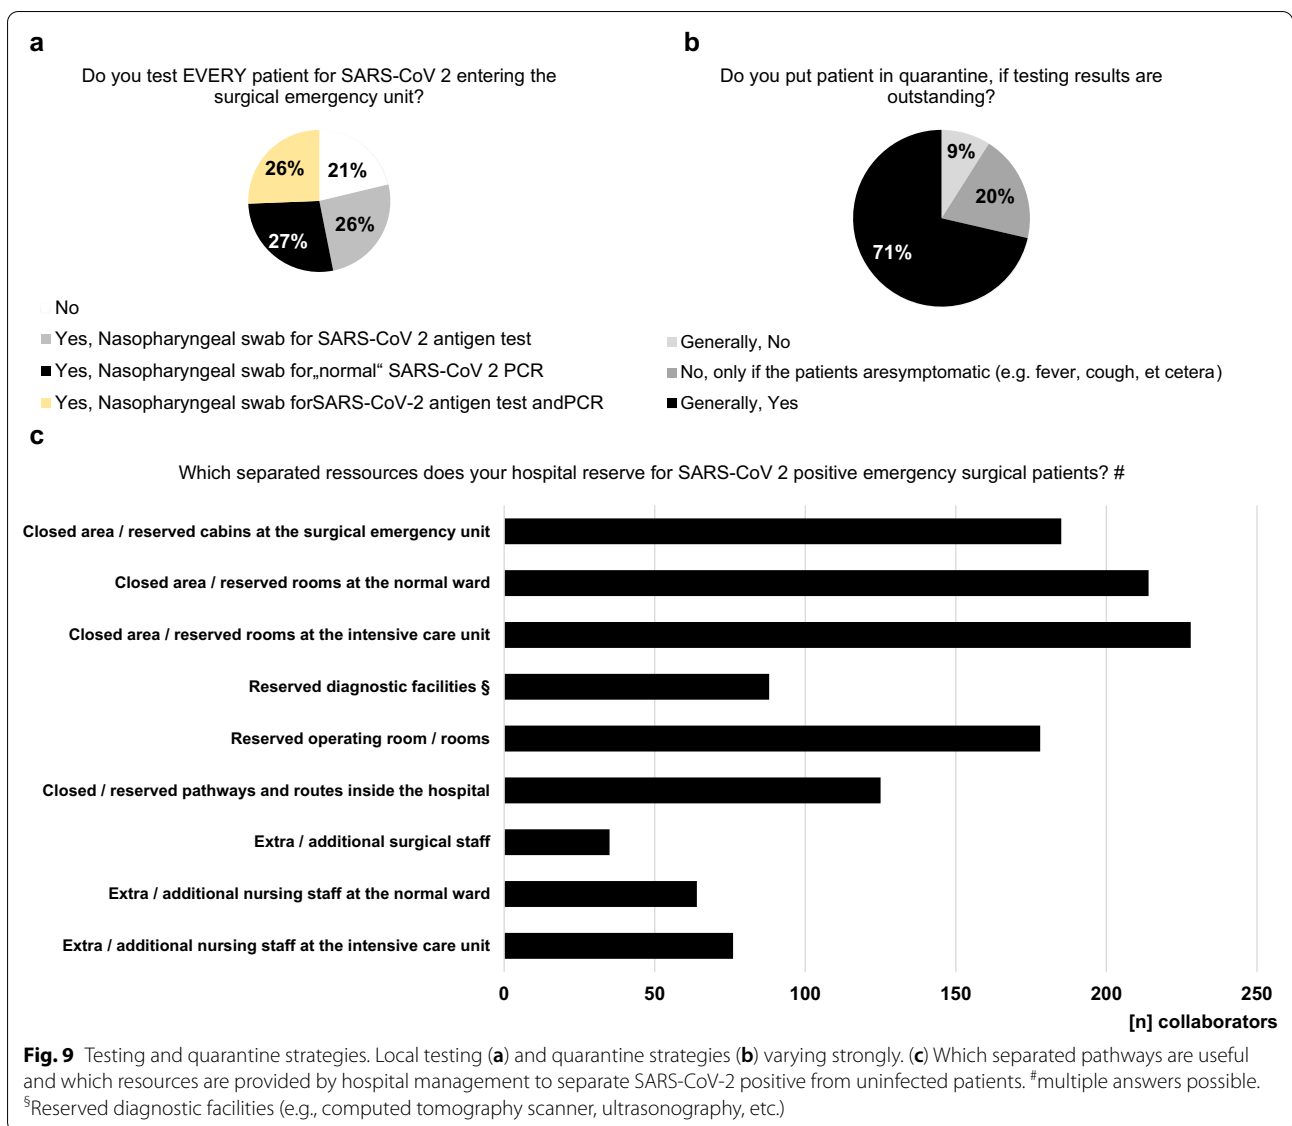 a
Do you test EVERY patient for SARS-CoV 2 entering the
surgical emergency unit?
26%
21%
26%
27%
No
Yes, Nasopharyngeal swab for SARS-CoV 2 antigen test
Yes, Nasopharyngeal swab for„normal“ SARS-CoV 2 PCR
Yes, Nasopharyngeal swab forSARS-CoV-2 antigen test andPCR
b
Do you put patient in quarantine, if testing results are
outstanding?
9%
20%
71%
Generally, No
No, only if the patients aresymptomatic (e.g. fever, cough, et cetera)
Generally, Yes
c
Which separated ressources does your hospital reserve for SARS-CoV 2 positive emergency surgical patients? #
Closed area / reserved cabins at the surgical emergency unit
Closed area / reserved rooms at the normal ward
Closed area / reserved rooms at the intensive care unit
Reserved diagnostic facilities §
Reserved operating room / rooms
Closed / reserved pathways and routes inside the hospital
Extra / additional surgical staff
Extra / additional nursing staff at the normal ward
Extra / additional nursing staff at the intensive care unit
0 50 100 150 200 250
[n] collaborators
Fig. 9 Testing and quarantine strategies. Local testing (a) and quarantine strategies (b) varying strongly. (c) Which separated pathways are useful
and which resources are provided by hospital management to separate SARS-CoV-2 positive from uninfected patients. #multiple answers possible.
§Reserved diagnostic facilities (e.g., computed tomography scanner, ultrasonography, etc.)